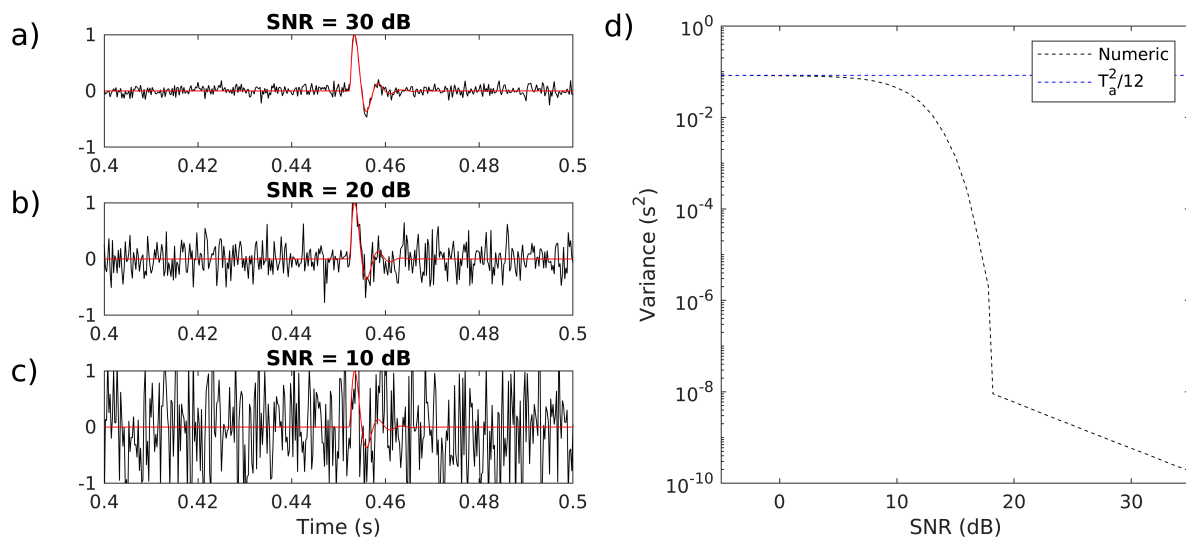 a)
SNR = 30 dB
1
0
-1
0.4 0.42 0.44 0.46 0.48 0.5
b)
SNR = 20 dB
1
0
-1
0.4 0.42 0.44 0.46 0.48 0.5
c)
SNR = 10 dB
1
0
-1
0.4 0.42 0.44 0.46 0.48 0.5
Time (s)
d)
10^0
10^-2
10^-4
10^-6
10^-8
10^-10
Variance (s^2)
0 10 20 30
SNR (dB)
Numeric
T_a^2/12